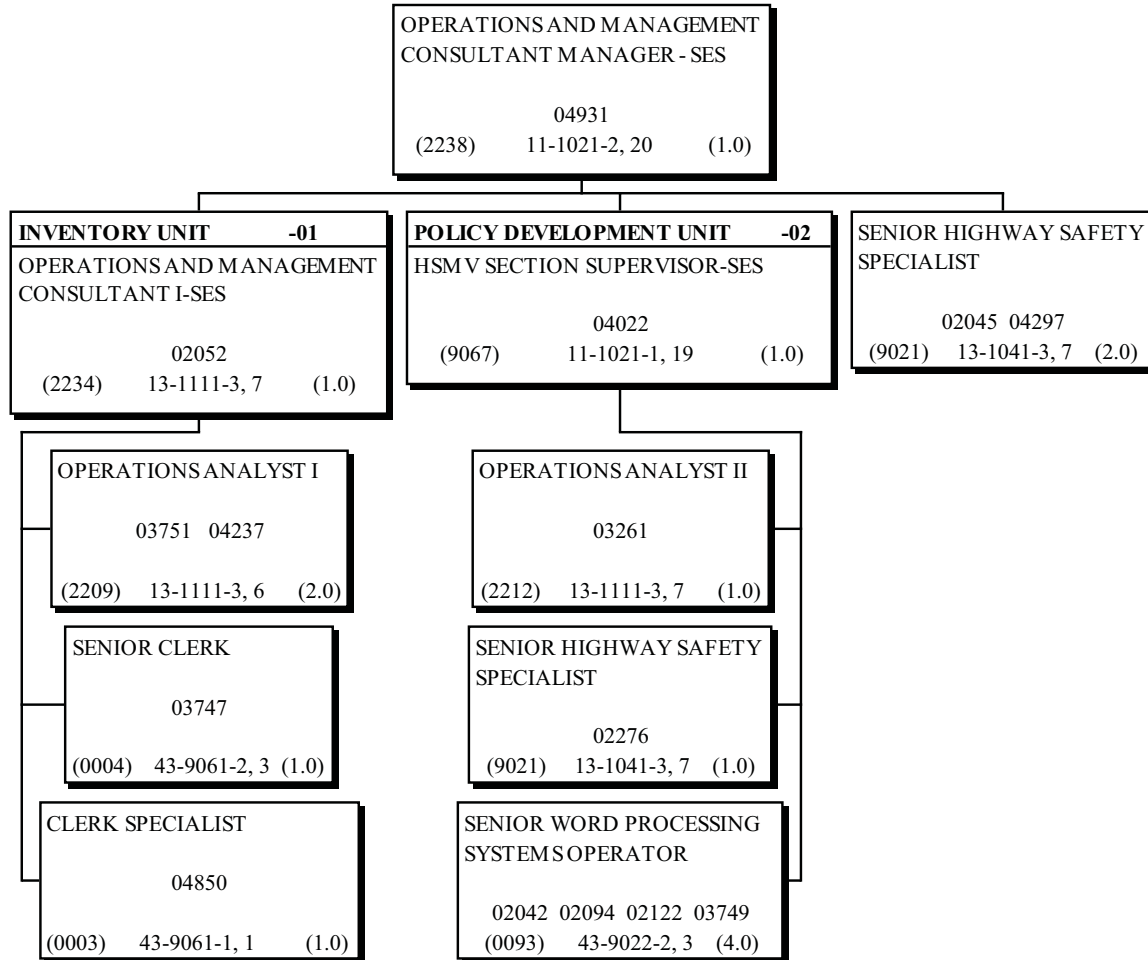 OPERATIONS AND MANAGEMENT
CONSULTANT MANAGER - SES
04931
(2238) 11-1021-2, 20 (1.0)
INVENTORY UNIT -01
OPERATIONS AND MANAGEMENT
CONSULTANT I-SES
02052
(2234) 13-1111-3, 7 (1.0)
POLICY DEVELOPMENT UNIT -02
HSMV SECTION SUPERVISOR-SES
04022
(9067) 11-1021-1, 19 (1.0)
SENIOR HIGHWAY SAFETY
SPECIALIST
02045 04297
(9021) 13-1041-3, 7 (2.0)
OPERATIONS ANALYST I
03751 04237
(2209) 13-1111-3, 6 (2.0)
SENIOR CLERK
03747
(0004) 43-9061-2, 3 (1.0)
CLERK SPECIALIST
04850
(0003) 43-9061-1, 1 (1.0)
OPERATIONS ANALYST II
03261
(2212) 13-1111-3, 7 (1.0)
SENIOR HIGHWAY SAFETY
SPECIALIST
02276
(9021) 13-1041-3, 7 (1.0)
SENIOR WORD PROCESSING
SYSTEMS OPERATOR
02042 02094 02122 03749
(0093) 43-9022-2, 3 (4.0)